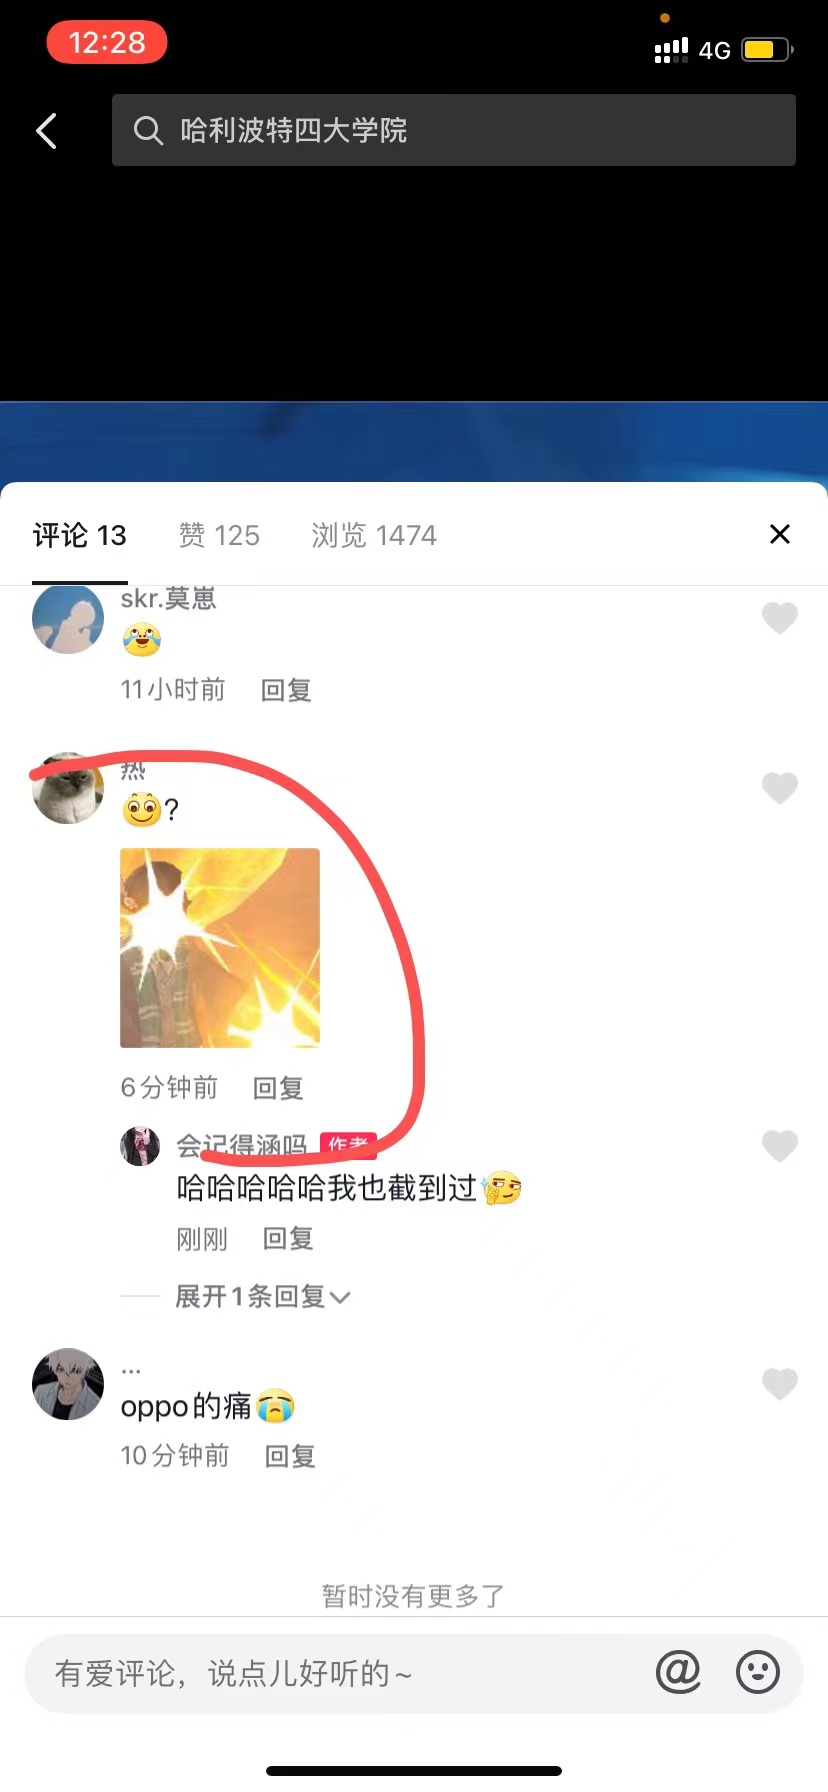 12:28
4G
哈利波特四大学院
评论 13
赞 125
浏览 1474
skr.莫崽
11小时前 回复
热
?
6分钟前 回复
会记得涵吗 作者
哈哈哈哈哈我也截到过
刚刚 回复
展开1条回复
...
oppo的痛
10分钟前 回复
暂时没有更多了
有爱评论，说点儿好听的~
@